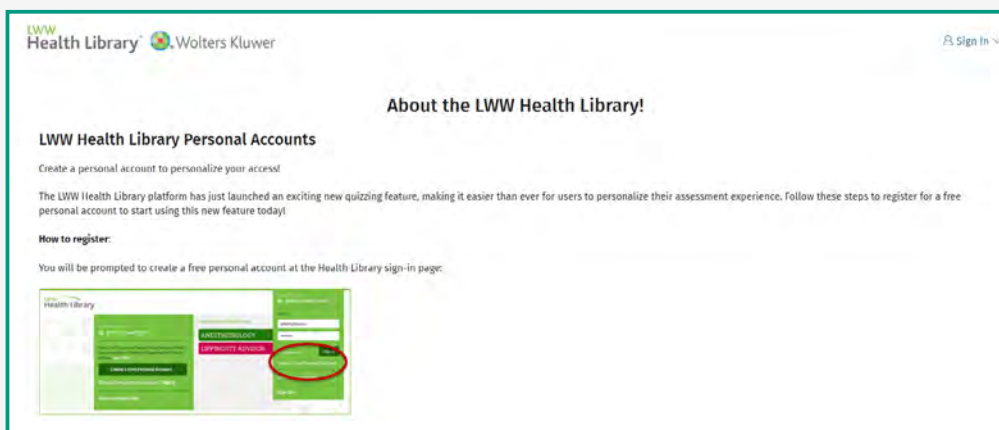 LWW
Health Library Wolters Kluwer
Sign In
About the LWW Health Library!
LWW Health Library Personal Accounts
Create a personal account to personalize your access!
The LWW Health Library platform has just launched an exciting new quizzing feature, making it easier than ever for users to personalize their assessment experience. Follow these steps to register for a free
personal account to start using this new feature today!
How to register:
You will be prompted to create a free personal account at the Health Library sign-in page:
Health Library
ANESTHESIOLOGY
LIPPINCOTT ADVISOR